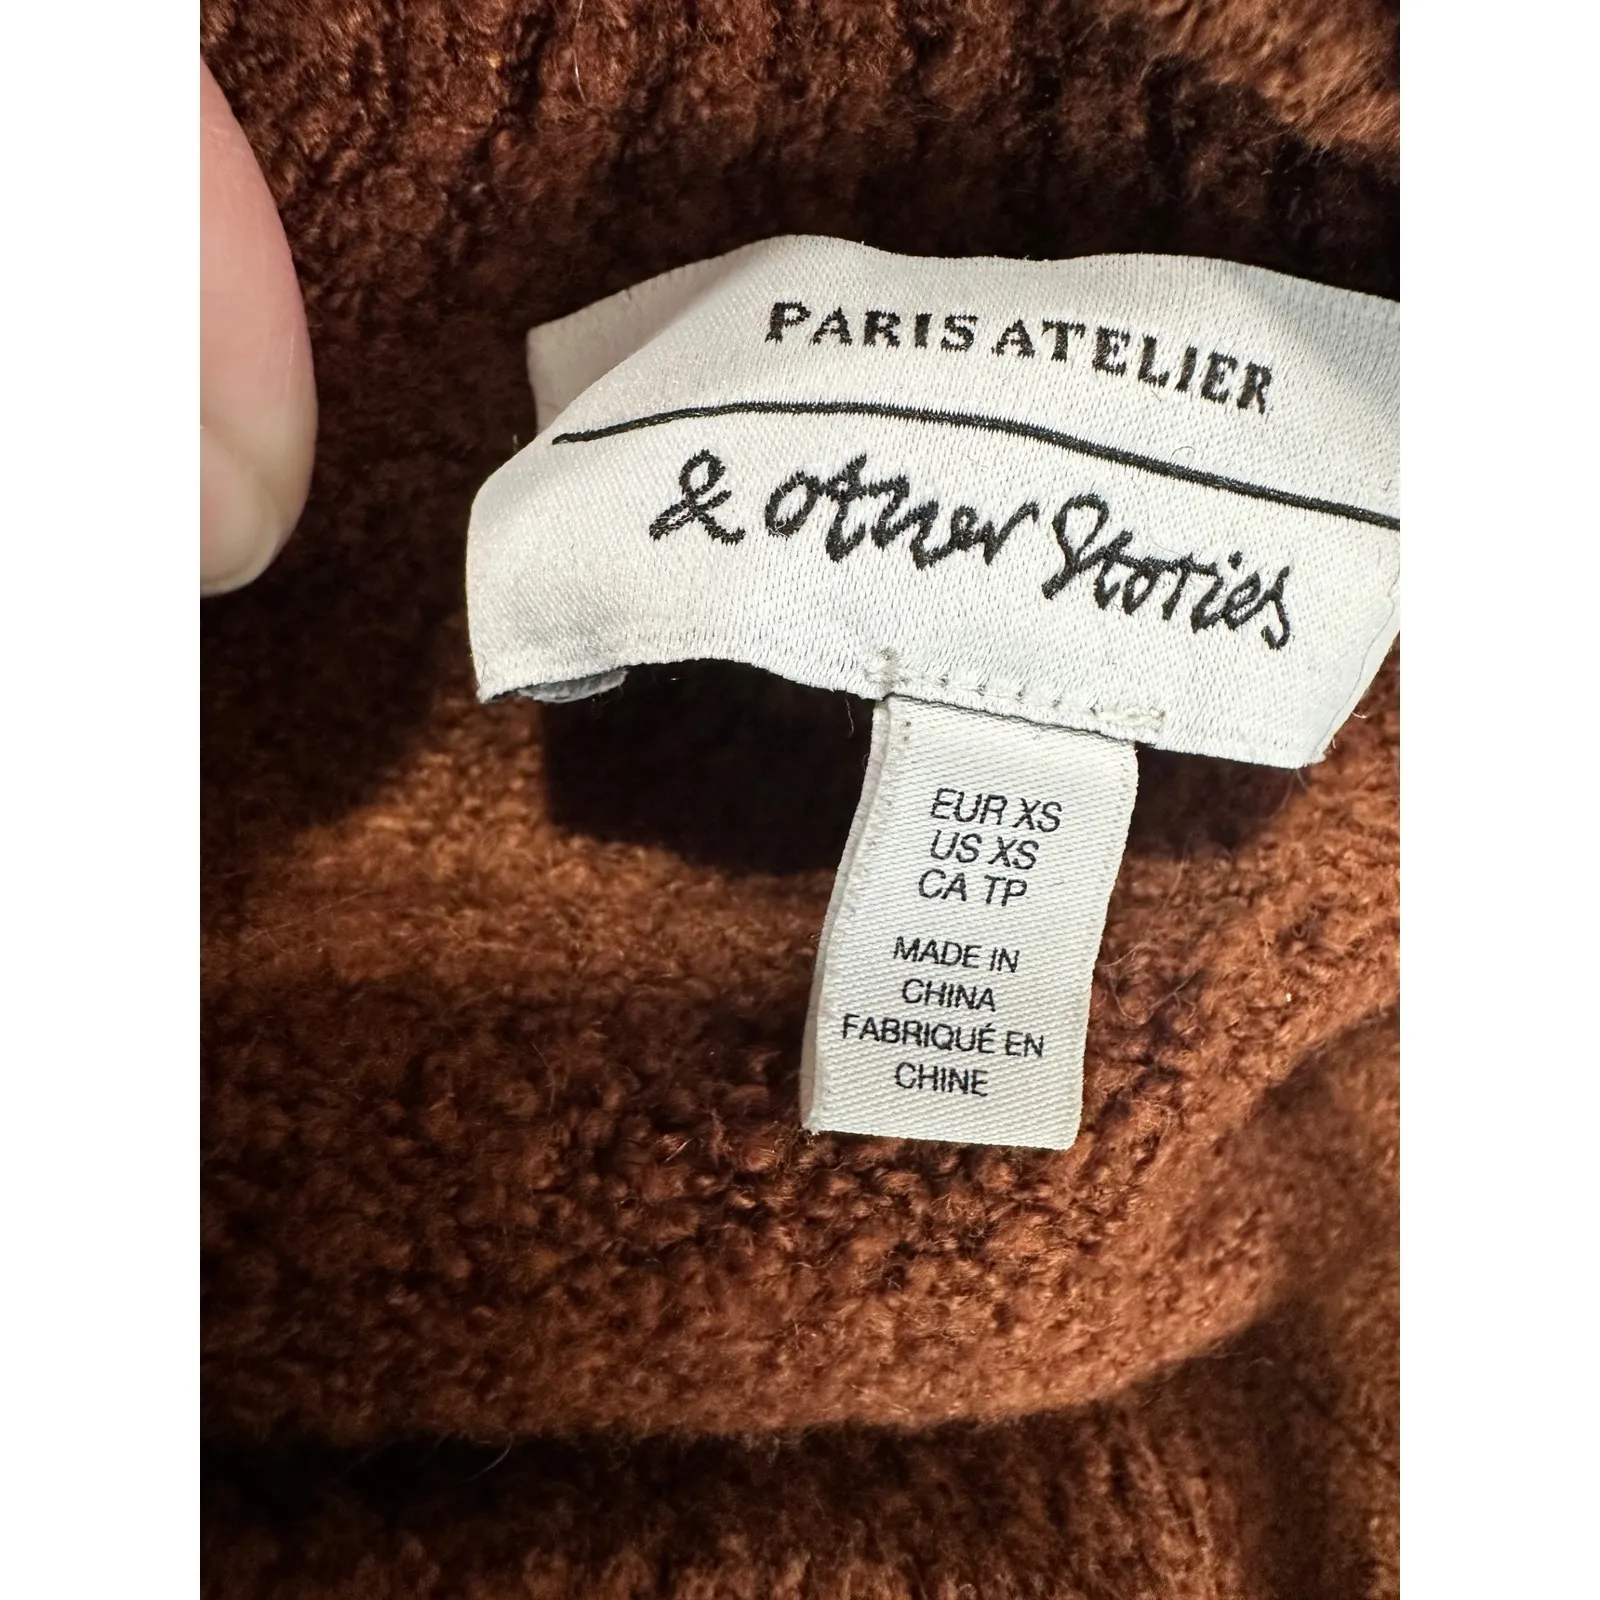 PARIS ATELIER
& other Stories
EUR XS
US XS
CA TP
MADE IN
CHINA
FABRIQUÉ EN
CHINE